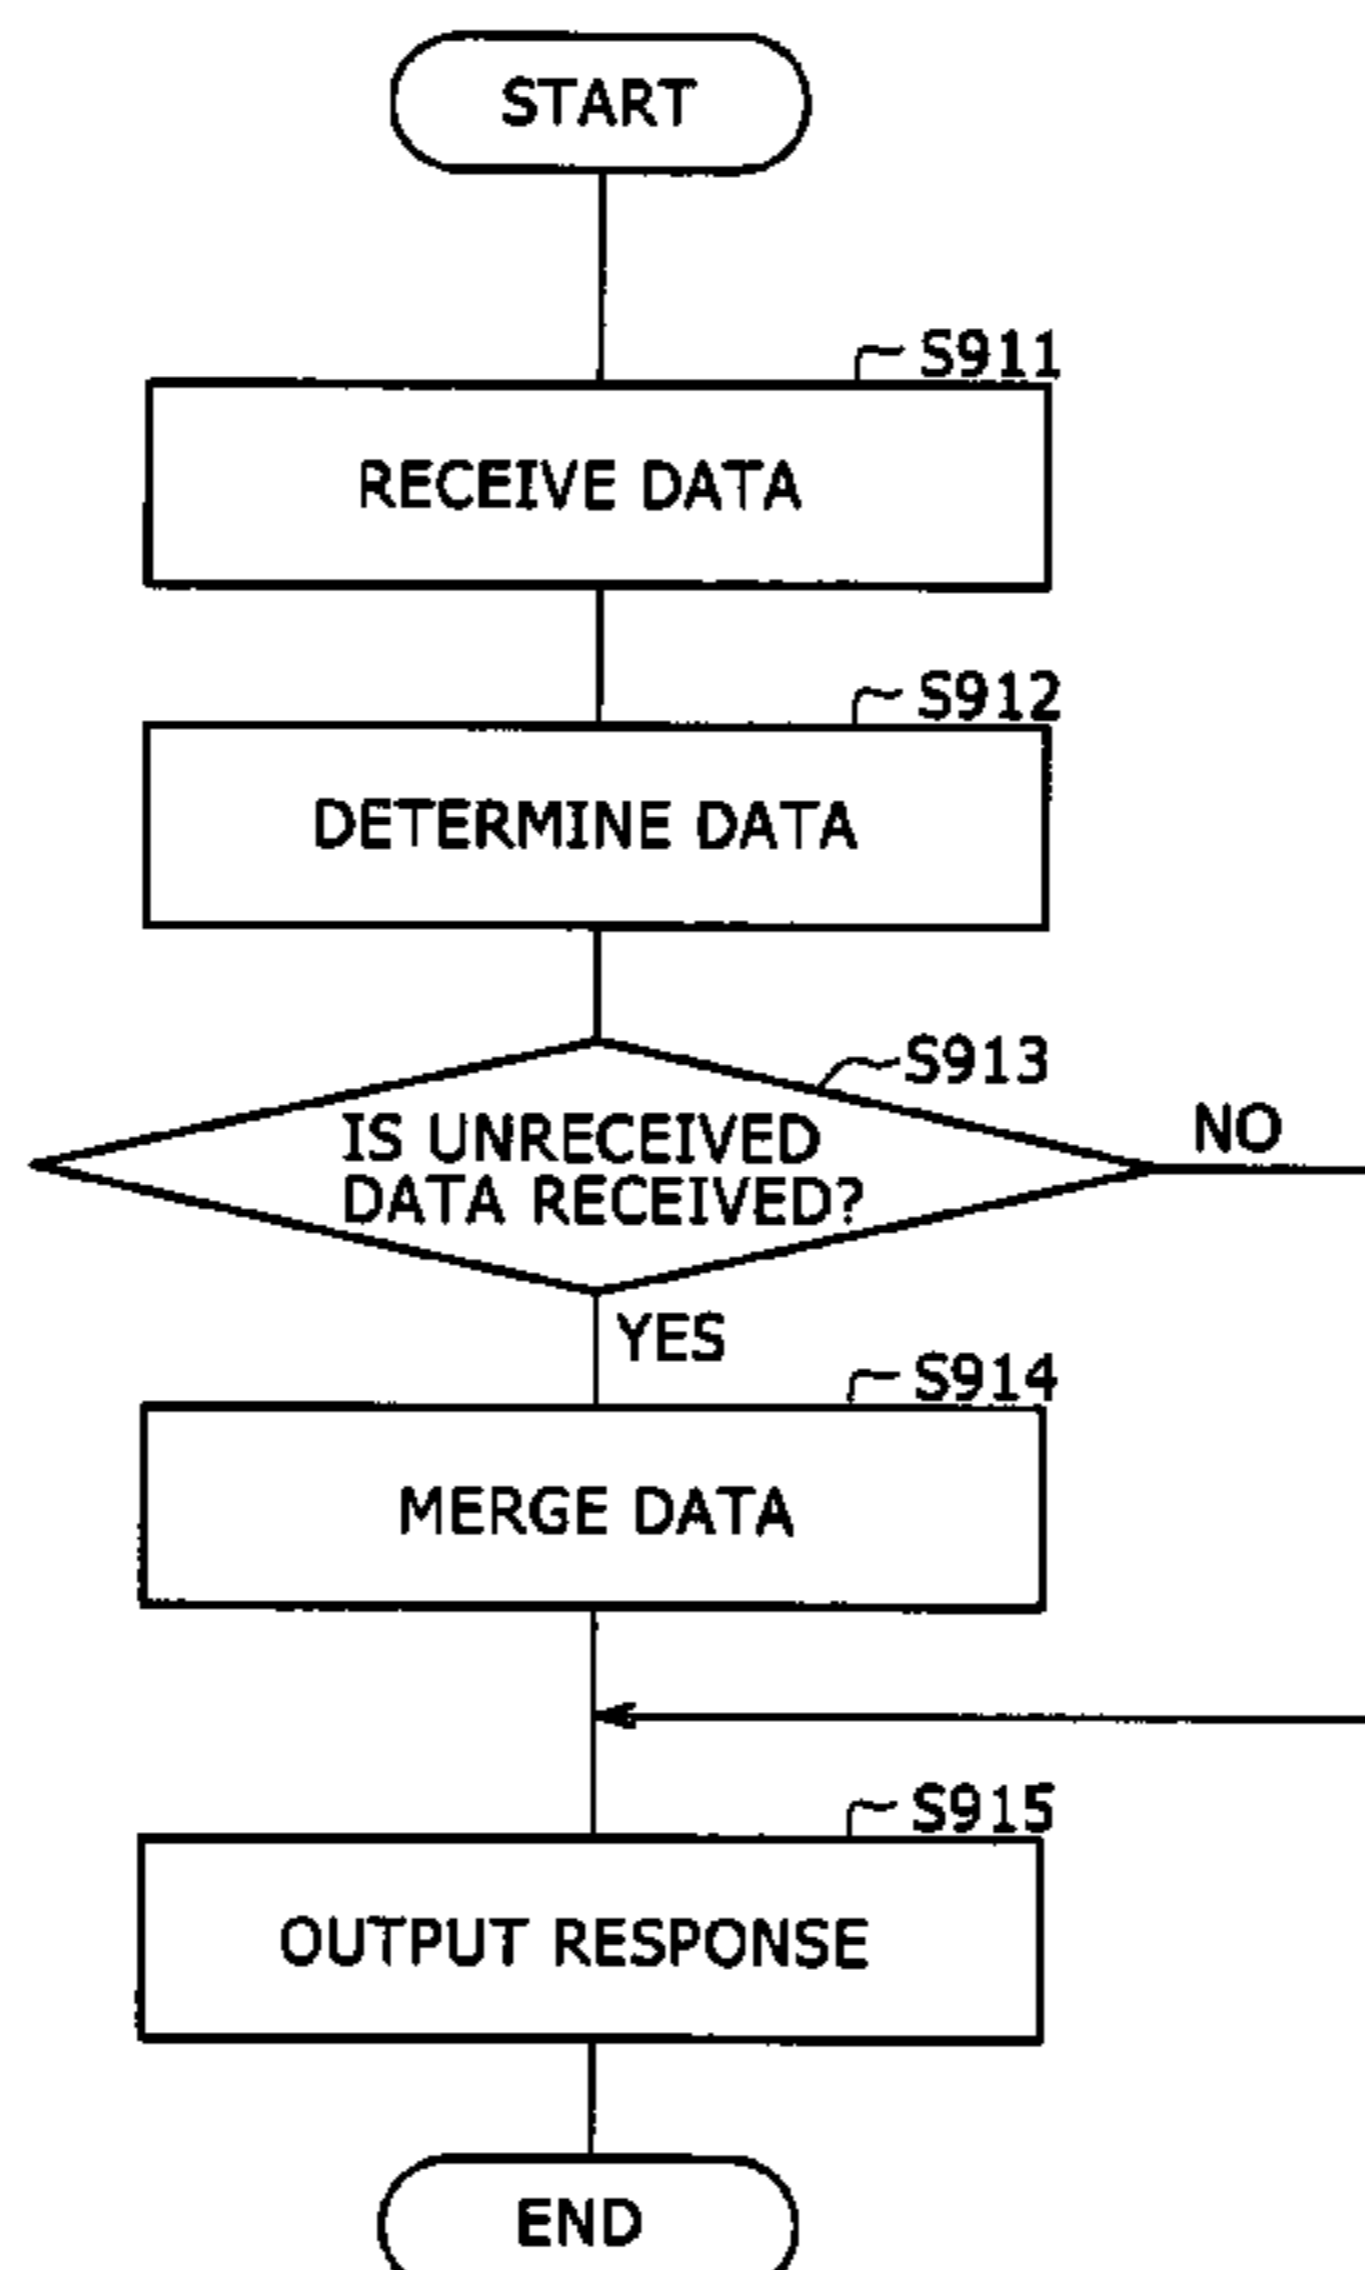 START
S911
RECEIVE DATA
S912
DETERMINE DATA
S913
IS UNRECEIVED
DATA RECEIVED?
NO
YES
S914
MERGE DATA
S915
OUTPUT RESPONSE
END